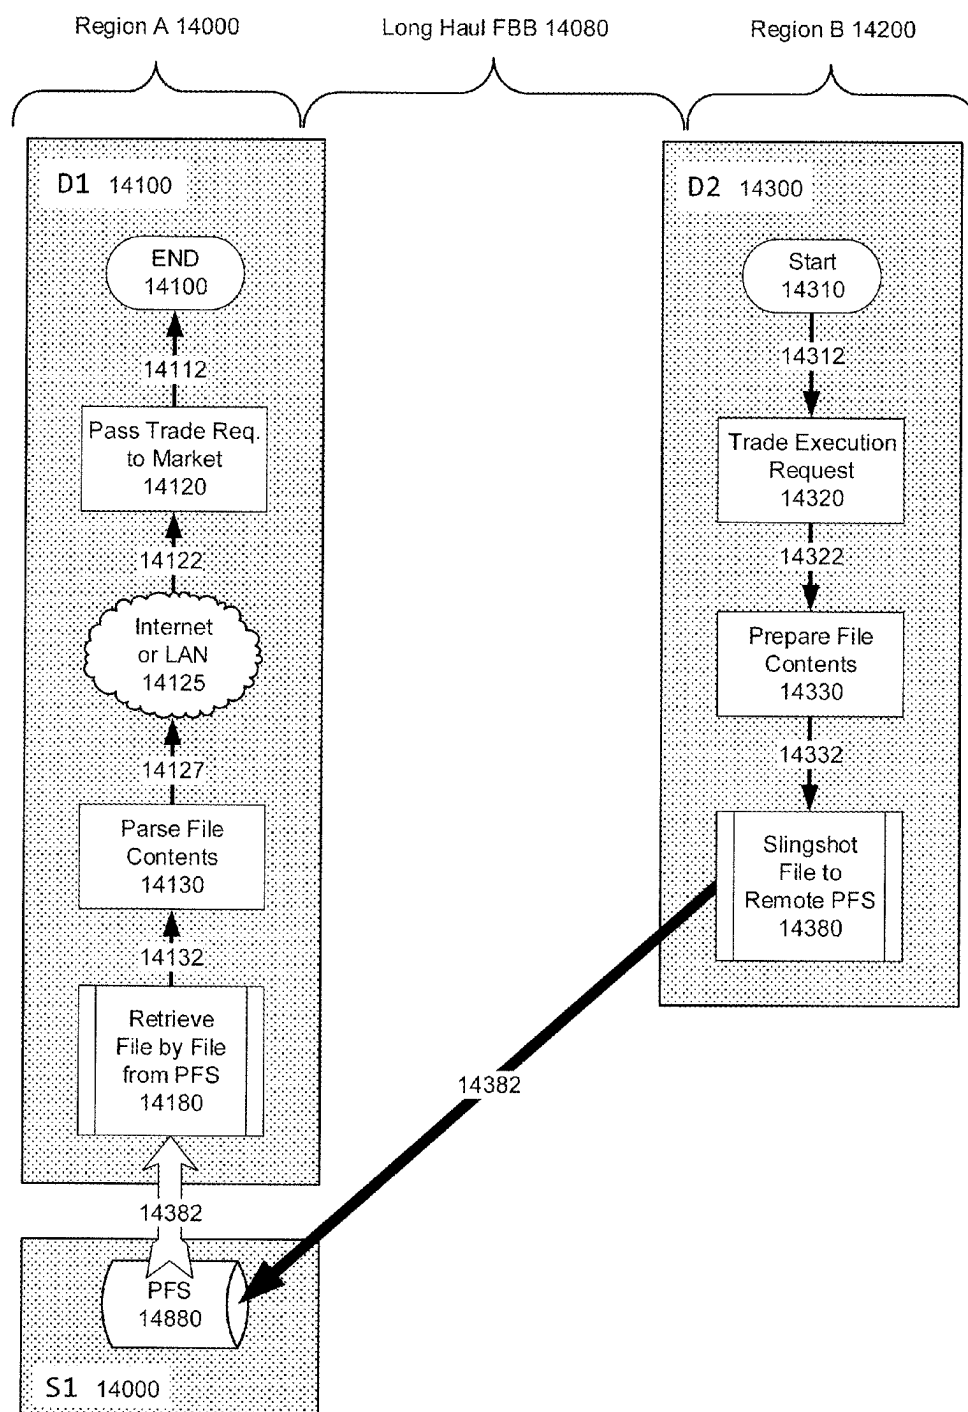 Region A 14000
Long Haul FBB 14080
Region B 14200
D1 14100
END
14100
14112
Pass Trade Req.
to Market
14120
14122
Internet
or LAN
14125
14127
Parse File
Contents
14130
14132
Retrieve
File by File
from PFS
14180
14382
PFS
14880
S1 14000
14382
D2 14300
Start
14310
14312
Trade Execution
Request
14320
14322
Prepare File
Contents
14330
14332
Slingshot
File to
Remote PFS
14380